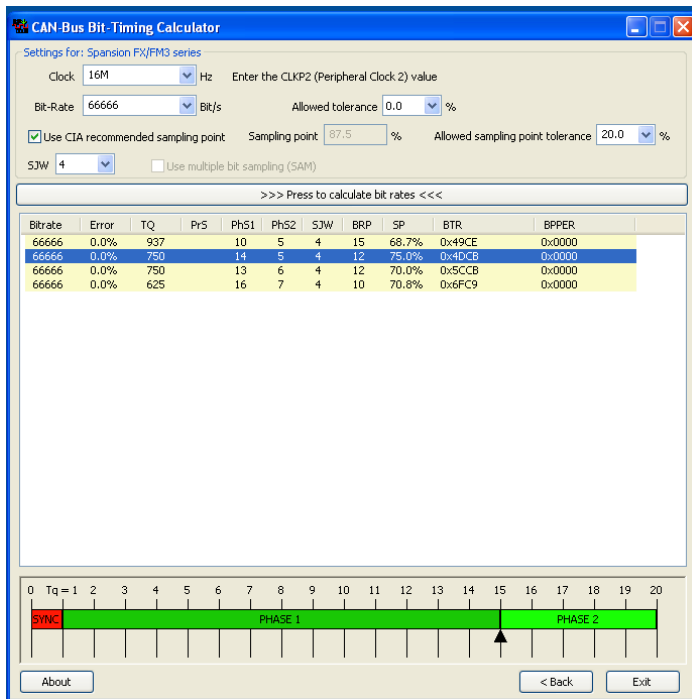 CAN-Bus Bit-Timing Calculator
Settings for: Spansion FX/FM3 series
Clock 16M Hz Enter the CLKP2 (Peripheral Clock 2) value
Bit-Rate 66666 Bit/s Allowed tolerance 0.0 %
Use CIA recommended sampling point Sampling point 87.5 % Allowed sampling point tolerance 20.0 %
SJW 4 Use multiple bit sampling (SAM)
>>> Press to calculate bit rates <<<
Bitrate Error TQ PrS PhS1 PhS2 SJW BRP SP BTR BPPER
66666 0.0% 937 10 5 4 15 68.7% 0x49CE 0x0000
66666 0.0% 750 14 5 4 12 75.0% 0x4DCB 0x0000
66666 0.0% 750 13 6 4 12 70.0% 0x5CCB 0x0000
66666 0.0% 625 16 7 4 10 70.8% 0x6FC9 0x0000
0 Tq = 1 2 3 4 5 6 7 8 9 10 11 12 13 14 15 16 17 18 19 20
SYNC PHASE 1 PHASE 2
About < Back Exit